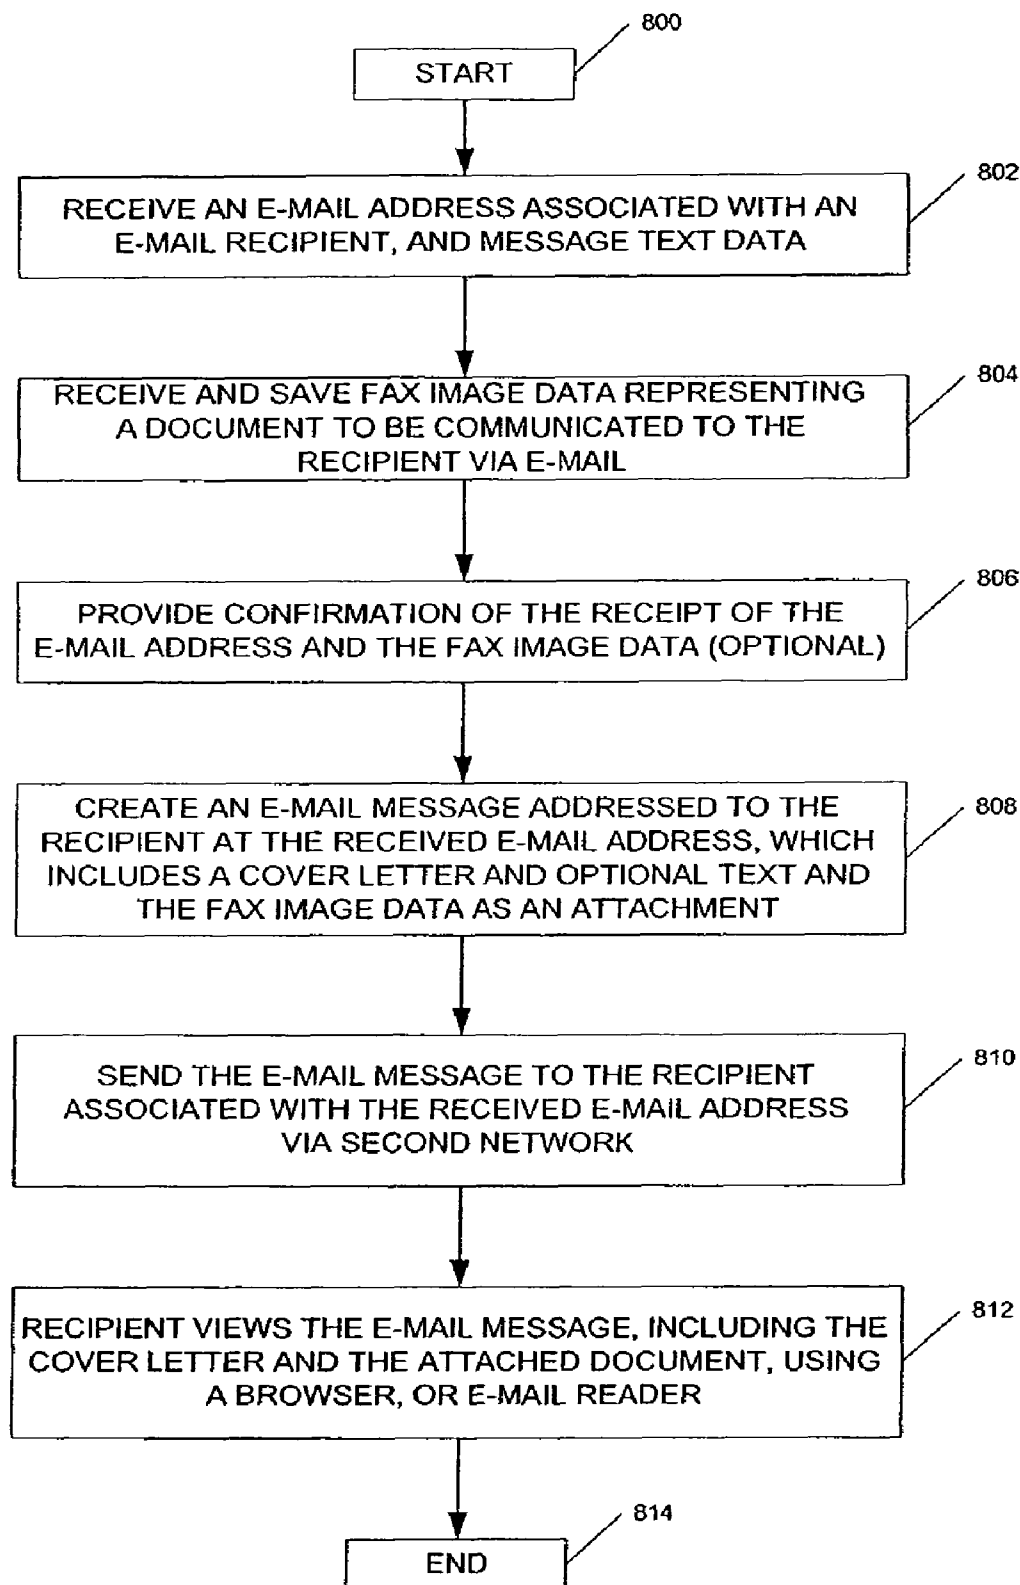 800
START
802
RECEIVE AN E-MAIL ADDRESS ASSOCIATED WITH AN
E-MAIL RECIPIENT, AND MESSAGE TEXT DATA
804
RECEIVE AND SAVE FAX IMAGE DATA REPRESENTING
A DOCUMENT TO BE COMMUNICATED TO THE
RECIPIENT VIA E-MAIL
806
PROVIDE CONFIRMATION OF THE RECEIPT OF THE
E-MAIL ADDRESS AND THE FAX IMAGE DATA (OPTIONAL)
808
CREATE AN E-MAIL MESSAGE ADDRESSED TO THE
RECIPIENT AT THE RECEIVED E-MAIL ADDRESS, WHICH
INCLUDES A COVER LETTER AND OPTIONAL TEXT AND
THE FAX IMAGE DATA AS AN ATTACHMENT
810
SEND THE E-MAIL MESSAGE TO THE RECIPIENT
ASSOCIATED WITH THE RECEIVED E-MAIL ADDRESS
VIA SECOND NETWORK
812
RECIPIENT VIEWS THE E-MAIL MESSAGE, INCLUDING THE
COVER LETTER AND THE ATTACHED DOCUMENT, USING
A BROWSER, OR E-MAIL READER
814
END